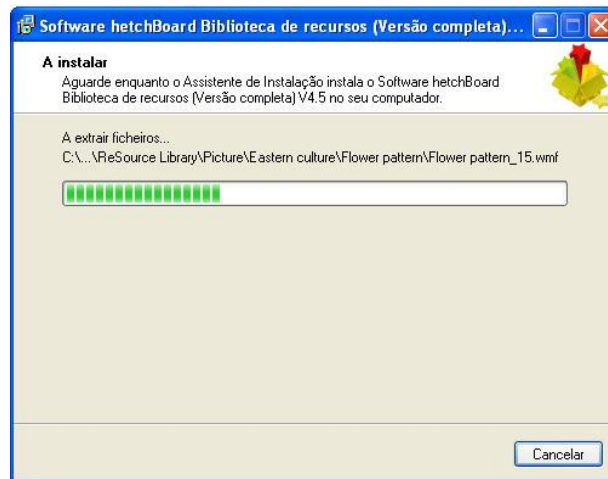 Software hetchBoard Biblioteca de recursos (Versão completa)...
A instalar
Aguarde enquanto o Assistente de Instalação instala o Software hetchBoard
Biblioteca de recursos (Versão completa) V4.5 no seu computador.
A extrair ficheiros...
C:\...\ReSource Library\Picture\Eastern culture\Flower pattern\Flower pattern_15.wmf
Cancelar